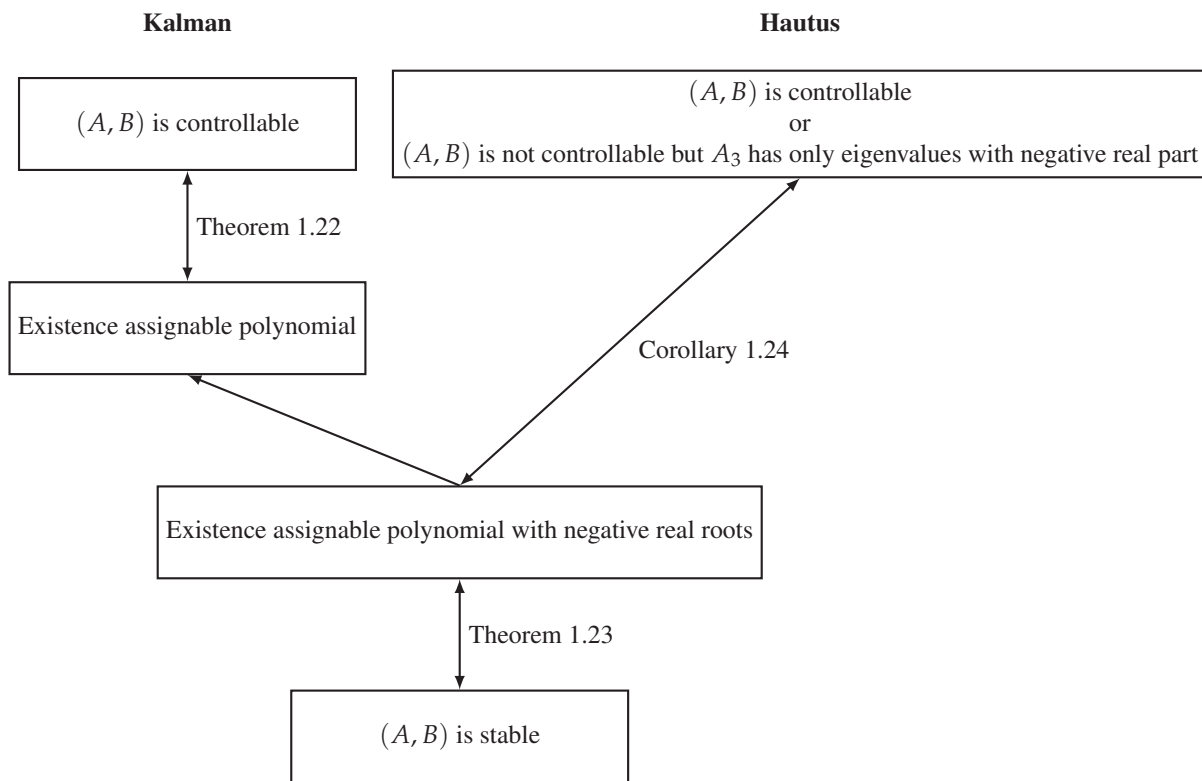 Kalman
Hautus
(A, B) is controllable
(A, B) is controllable
or
(A, B) is not controllable but A₃ has only eigenvalues with negative real part
Theorem 1.22
Existence assignable polynomial
Corollary 1.24
Existence assignable polynomial with negative real roots
Theorem 1.23
(A, B) is stable